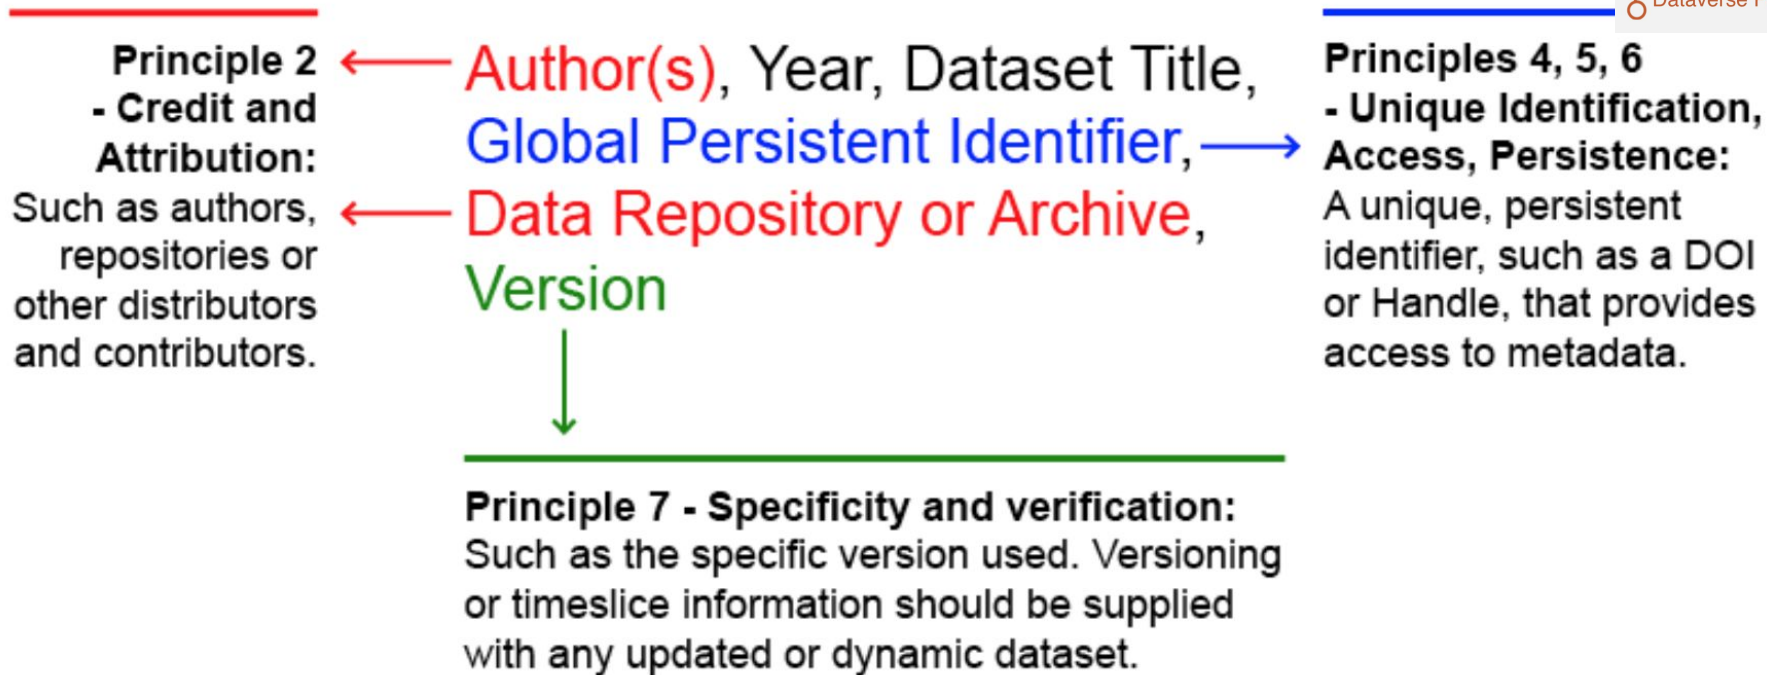 Dataverse
Principle 2
- Credit and
Attribution:
Such as authors,
repositories or
other distributors
and contributors.
Author(s), Year, Dataset Title,
Global Persistent Identifier,
Data Repository or Archive,
Version
Principles 4, 5, 6
- Unique Identification,
Access, Persistence:
A unique, persistent
identifier, such as a DOI
or Handle, that provides
access to metadata.
Principle 7 - Specificity and verification:
Such as the specific version used. Versioning
or timeslice information should be supplied
with any updated or dynamic dataset.